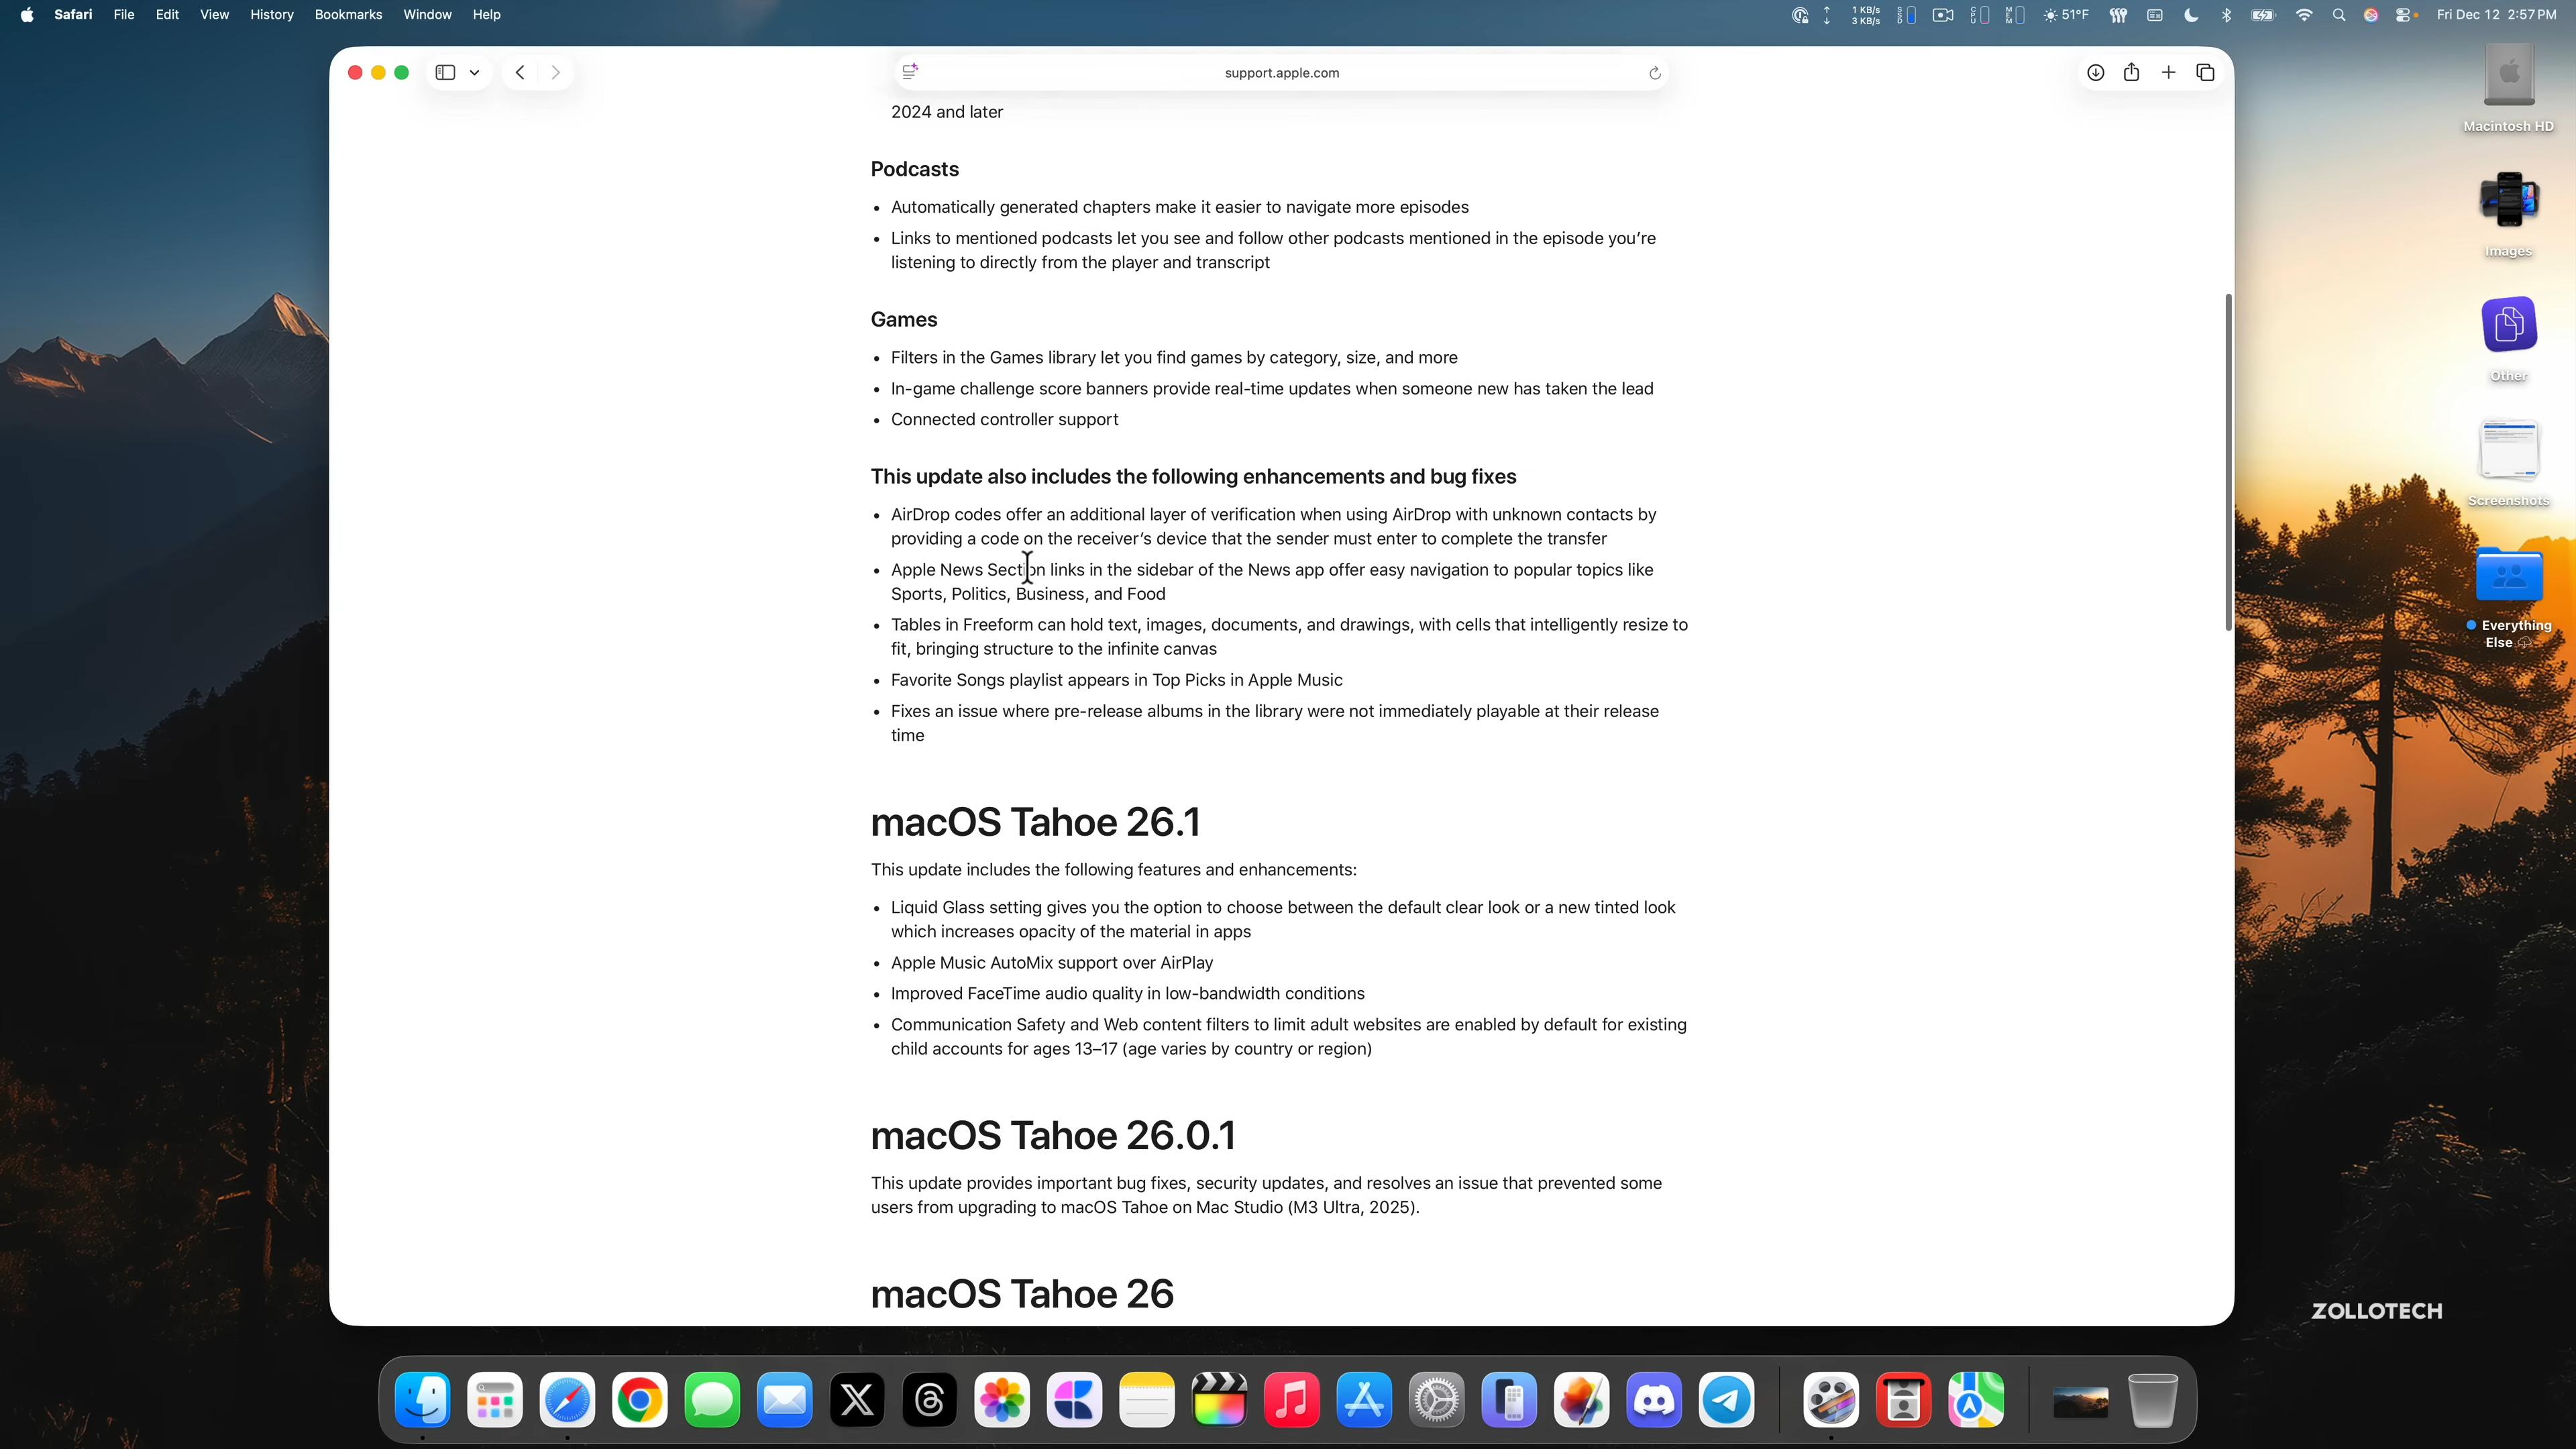 Safari File Edit View History Bookmarks Window Help
1 KB/s
3 KB/s
SSD
CPU
MEM
51°F
Fri Dec 12 2:57 PM
support.apple.com
2024 and later
Podcasts
• Automatically generated chapters make it easier to navigate more episodes
• Links to mentioned podcasts let you see and follow other podcasts mentioned in the episode you’re
listening to directly from the player and transcript
Games
• Filters in the Games library let you find games by category, size, and more
• In-game challenge score banners provide real-time updates when someone new has taken the lead
• Connected controller support
This update also includes the following enhancements and bug fixes
• AirDrop codes offer an additional layer of verification when using AirDrop with unknown contacts by
providing a code on the receiver’s device that the sender must enter to complete the transfer
• Apple News Section links in the sidebar of the News app offer easy navigation to popular topics like
Sports, Politics, Business, and Food
• Tables in Freeform can hold text, images, documents, and drawings, with cells that intelligently resize to
fit, bringing structure to the infinite canvas
• Favorite Songs playlist appears in Top Picks in Apple Music
• Fixes an issue where pre-release albums in the library were not immediately playable at their release
time
macOS Tahoe 26.1
This update includes the following features and enhancements:
• Liquid Glass setting gives you the option to choose between the default clear look or a new tinted look
which increases opacity of the material in apps
• Apple Music AutoMix support over AirPlay
• Improved FaceTime audio quality in low-bandwidth conditions
• Communication Safety and Web content filters to limit adult websites are enabled by default for existing
child accounts for ages 13–17 (age varies by country or region)
macOS Tahoe 26.0.1
This update provides important bug fixes, security updates, and resolves an issue that prevented some
users from upgrading to macOS Tahoe on Mac Studio (M3 Ultra, 2025).
macOS Tahoe 26
Macintosh HD
Images
Other
Screenshots
Everything
Else
ZOLLOTECH